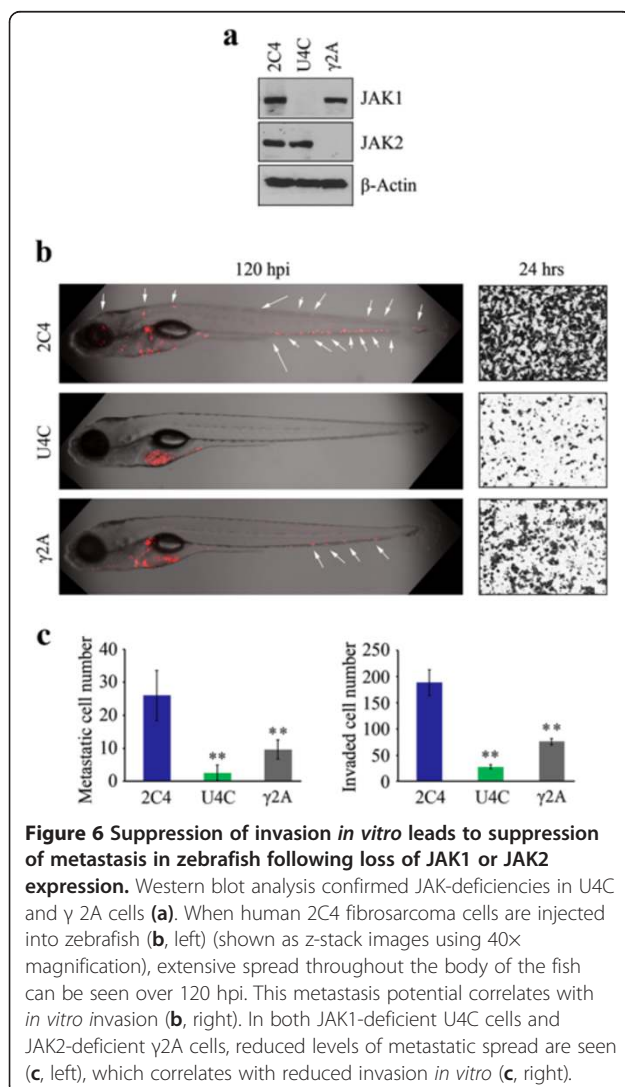 a
2C4 U4C γ2A
JAK1
JAK2
β-Actin
b
120 hpi 24 hrs
2C4
U4C
γ2A
c
Metastatic cell number
40
30
20
10
0
**
**
2C4 U4C γ2A
Invaded cell number
250
200
150
100
50
0
**
**
2C4 U4C γ2A
Figure 6 Suppression of invasion in vitro leads to suppression
of metastasis in zebrafish following loss of JAK1 or JAK2
expression. Western blot analysis confirmed JAK-deficiencies in U4C
and γ 2A cells (a). When human 2C4 fibrosarcoma cells are injected
into zebrafish (b, left) (shown as z-stack images using 40×
magnification), extensive spread throughout the body of the fish
can be seen over 120 hpi. This metastasis potential correlates with
in vitro invasion (b, right). In both JAK1-deficient U4C cells and
JAK2-deficient γ2A cells, reduced levels of metastatic spread are seen
(c, left), which correlates with reduced invasion in vitro (c, right).